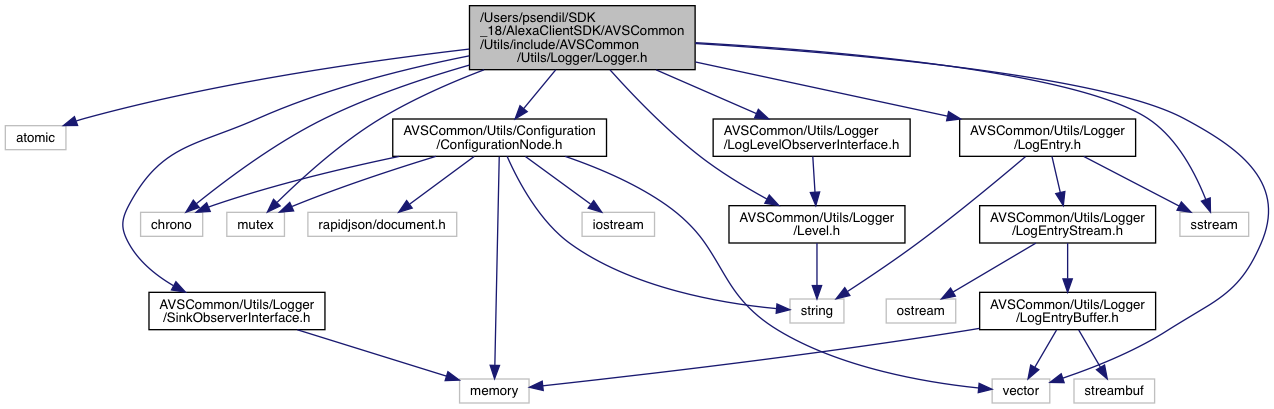 /Users/psendil/SDK
_18/AlexaClientSDK/AVSCommon
/Utils/include/AVSCommon
/Utils/Logger/Logger.h
atomic
AVSCommon/Utils/Configuration
/ConfigurationNode.h
AVSCommon/Utils/Logger
/LogLevelObserverInterface.h
AVSCommon/Utils/Logger
/LogEntry.h
chrono
mutex
rapidjson/document.h
iostream
AVSCommon/Utils/Logger
/Level.h
AVSCommon/Utils/Logger
/LogEntryStream.h
sstream
AVSCommon/Utils/Logger
/SinkObserverInterface.h
string
ostream
AVSCommon/Utils/Logger
/LogEntryBuffer.h
memory
vector
streambuf